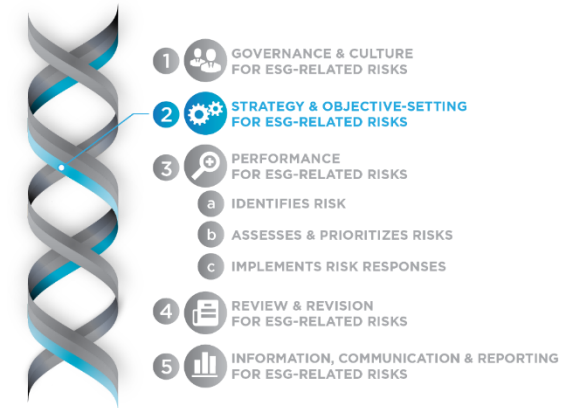 1 GOVERNANCE & CULTURE
FOR ESG-RELATED RISKS
2 STRATEGY & OBJECTIVE-SETTING
FOR ESG-RELATED RISKS
3 PERFORMANCE
FOR ESG-RELATED RISKS
a IDENTIFIES RISK
b ASSESSES & PRIORITIZES RISKS
c IMPLEMENTS RISK RESPONSES
4 REVIEW & REVISION
FOR ESG-RELATED RISKS
5 INFORMATION, COMMUNICATION & REPORTING
FOR ESG-RELATED RISKS